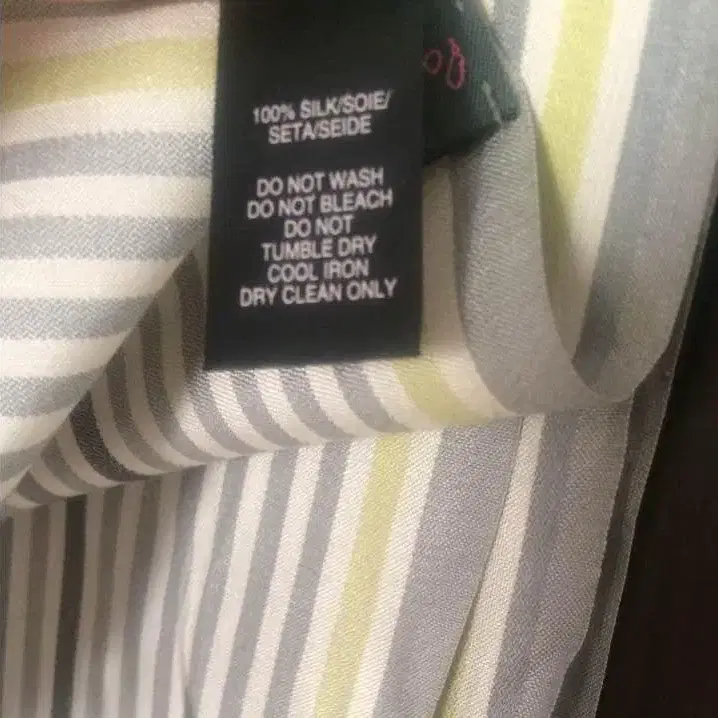 100% SILK/SOIE/
SETA/SEIDE
DO NOT WASH
DO NOT BLEACH
DO NOT
TUMBLE DRY
COOL IRON
DRY CLEAN ONLY